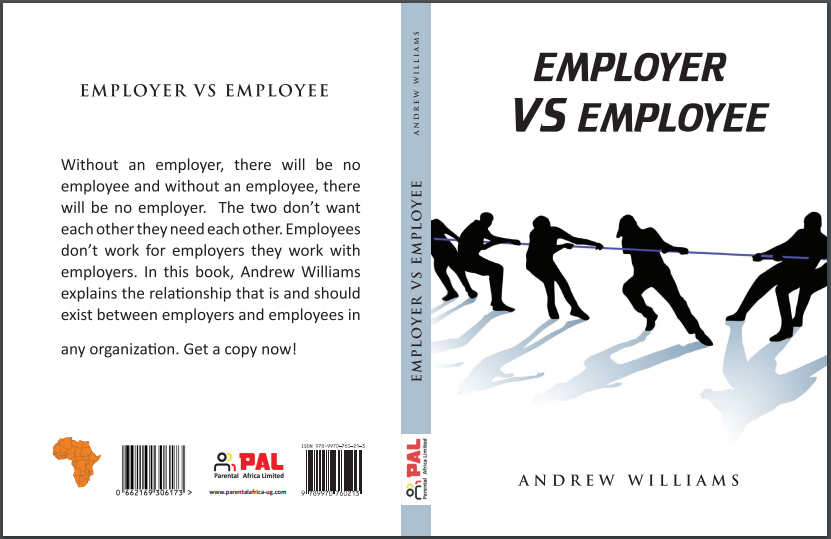 EMPLOYER VS EMPLOYEE
Without an employer, there will be no
employee and without an employee, there
will be no employer. The two don't want
each other they need each other. Employees
don't work for employers they work with
employers. In this book, Andrew Williams
explains the relationship that is and should
exist between employers and employees in
any organization. Get a copy now!
0 662169 306173 >
PAL
Parental Africa Limited
www.parentalafrica-ug.com
ISDN 978-9970-760-21-3
9 789970 760213
ANDREW WILLIAMS
EMPLOYER VS EMPLOYEE
PAL
Parental Africa Limited
EMPLOYER
VS EMPLOYEE
ANDREW WILLIAMS